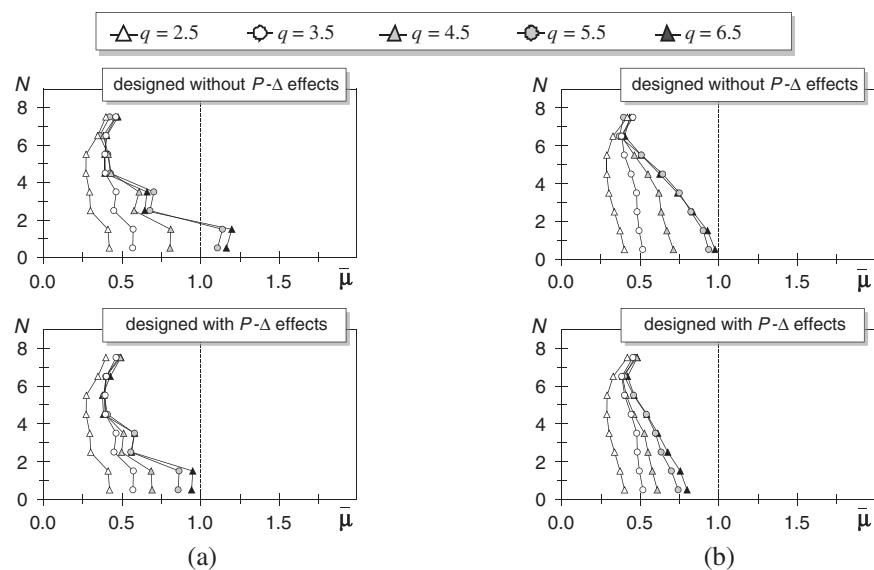 q = 2.5 q = 3.5 q = 4.5 q = 5.5 q = 6.5
N designed without P-Δ effects
8
6
4
2
0
0.0 0.5 1.0 1.5 μ̄
N designed without P-Δ effects
8
6
4
2
0
0.0 0.5 1.0 1.5 μ̄
N designed with P-Δ effects
8
6
4
2
0
0.0 0.5 1.0 1.5 μ̄
(a)
N designed with P-Δ effects
8
6
4
2
0
0.0 0.5 1.0 1.5 μ̄
(b)